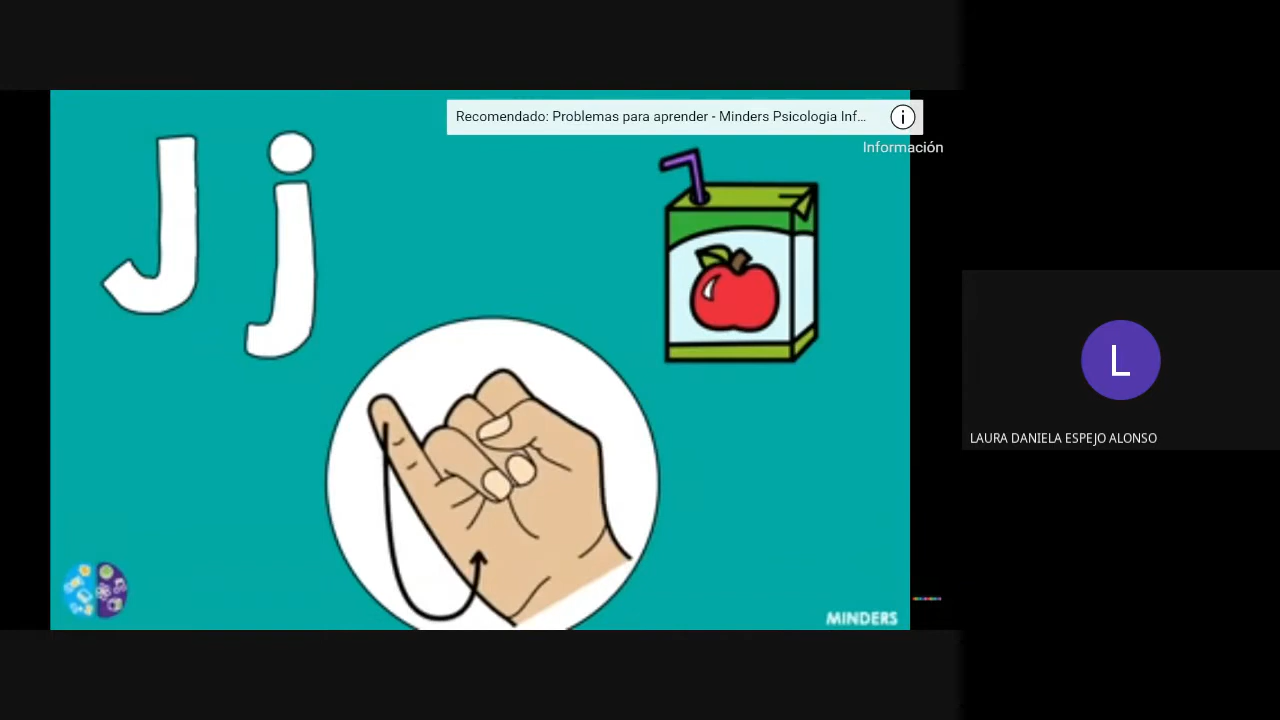 J j
Recomendado: Problemas para aprender - Minders Psicologia Inf...
Información
L
LAURA DANIELA ESPEJO ALONSO
MINDERS